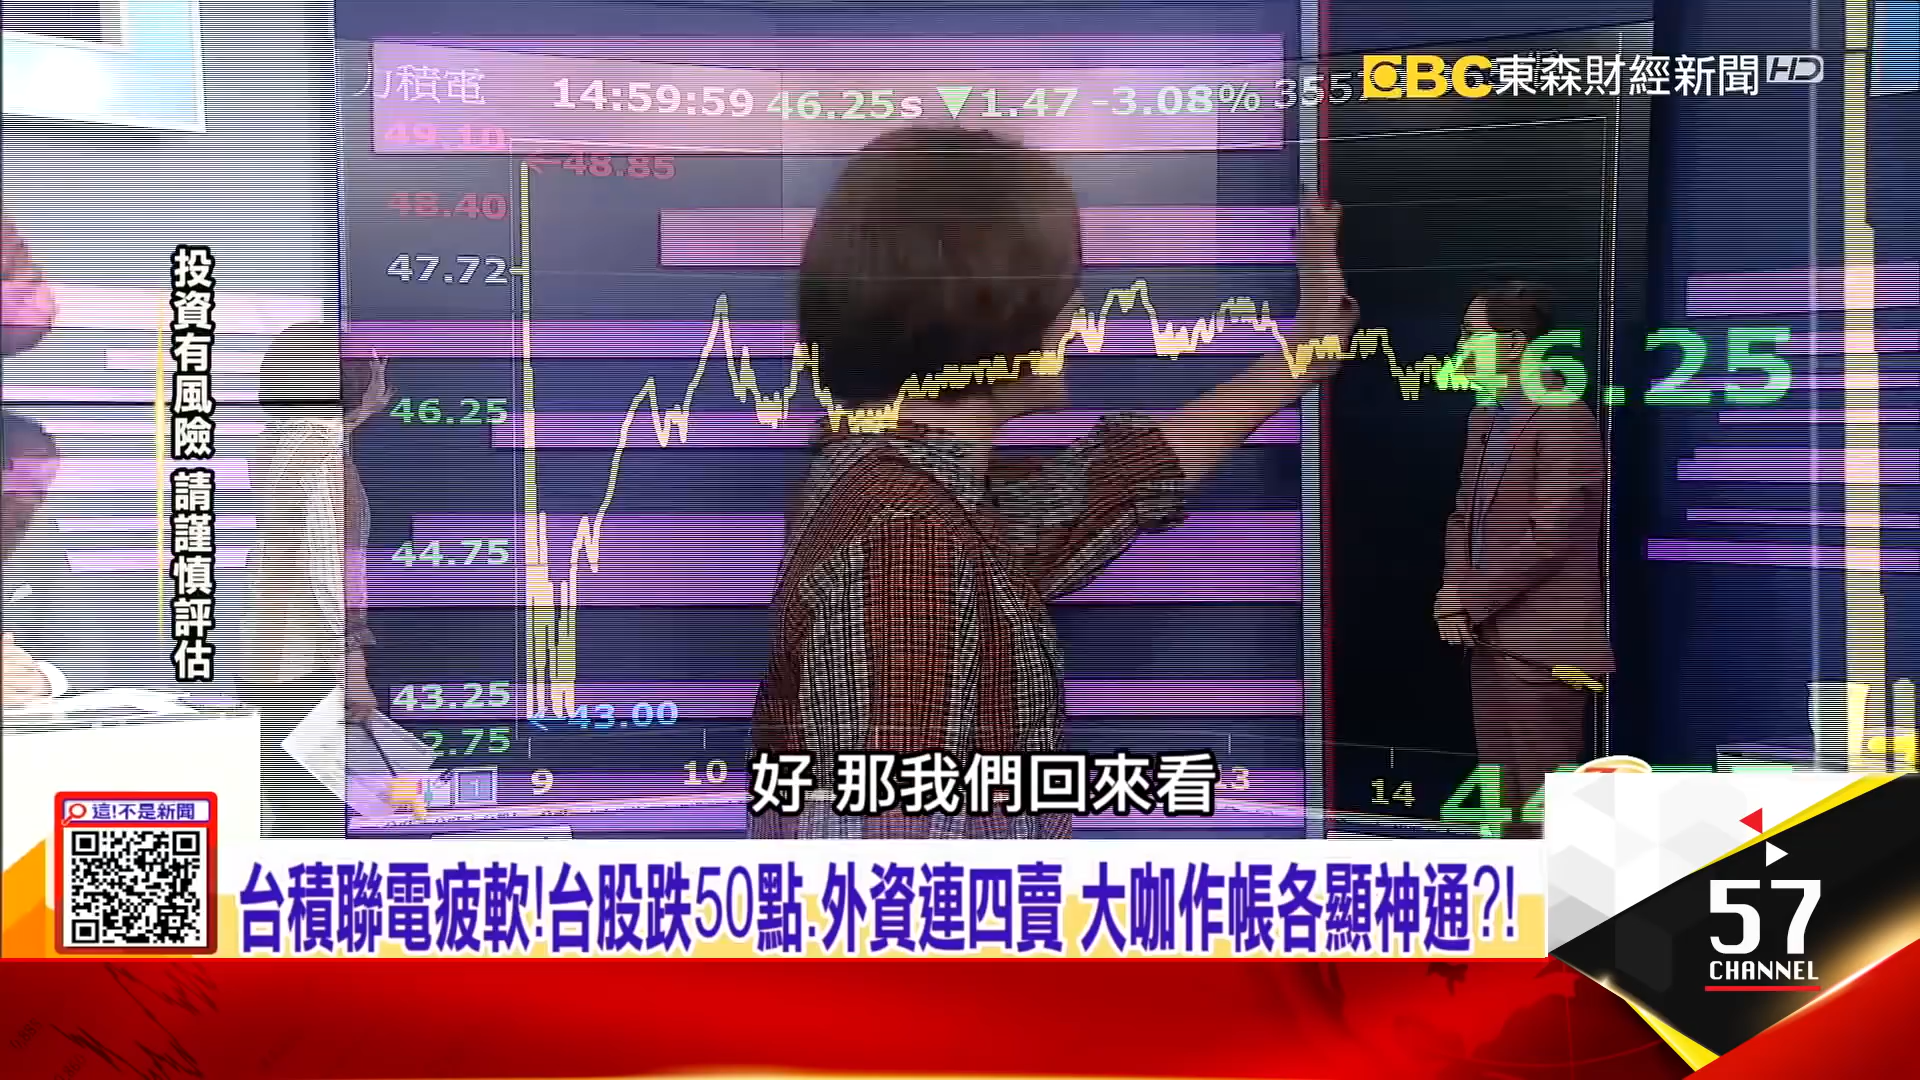 力積電 14:59:59 46.25s ▼1.47 -3.08%
EBC東森財經新聞HD
49.10
48.85
48.40
47.72
46.25
46.25
44.75
43.25
43.00
9
10
14
投資有風險 請謹慎評估
好 那我們回來看
這!不是新聞
台積聯電疲軟!台股跌50點.外資連四賣 大咖作帳各顯神通?!
57
CHANNEL